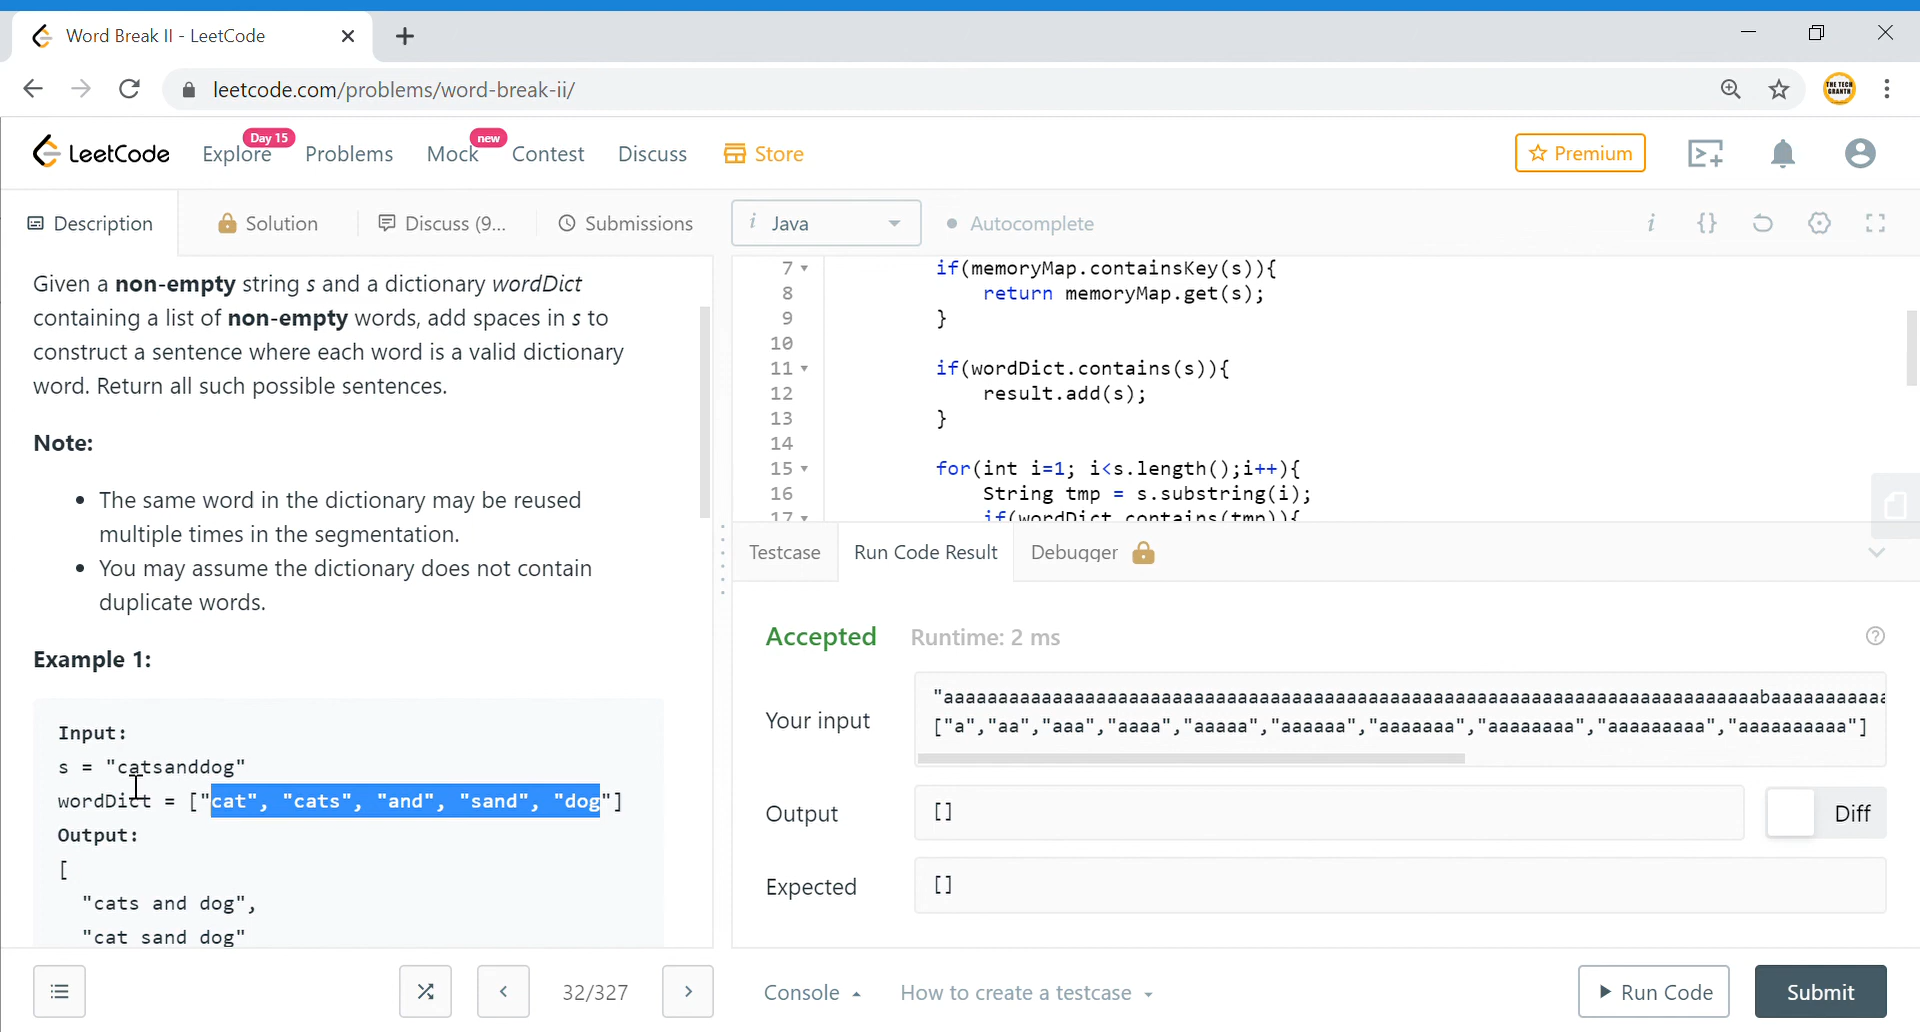 Word Break II - LeetCode
leetcode.com/problems/word-break-ii/
THE TECH GRANTH
LeetCode
Explore
Day 15
Problems
Mock
new
Contest
Discuss
Store
Premium
Description
Solution
Discuss (9...
Submissions
i Java
Autocomplete
i {}
Given a non-empty string s and a dictionary wordDict
containing a list of non-empty words, add spaces in s to
construct a sentence where each word is a valid dictionary
word. Return all such possible sentences.
Note:
• The same word in the dictionary may be reused
multiple times in the segmentation.
• You may assume the dictionary does not contain
duplicate words.
Example 1:
Input:
s = "catsanddog"
wordDict = ["cat", "cats", "and", "sand", "dog"]
Output:
[
"cats and dog",
"cat sand dog"
7 if(memoryMap.containsKey(s)){
8 return memoryMap.get(s);
9 }
10
11 if(wordDict.contains(s)){
12 result.add(s);
13 }
14
15 for(int i=1; i<s.length();i++){
16 String tmp = s.substring(i);
17 if(wordDict.contains(tmp)){
Testcase
Run Code Result
Debugger
Accepted
Runtime: 2 ms
Your input
["a","aa","aaa","aaaa","aaaaa","aaaaaa","aaaaaaa","aaaaaaaa","aaaaaaaaa","aaaaaaaaaa"]
Output
[]
Diff
Expected
[]
32/327
Console
How to create a testcase
Run Code
Submit